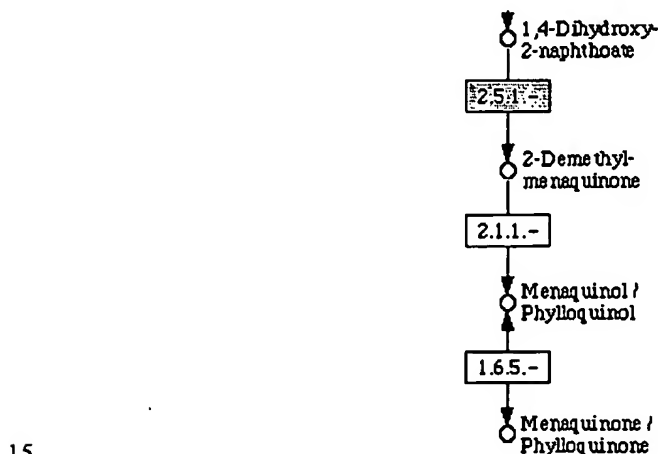 1,4-Dihydroxy-
2-naphthoate
2.5.1.-
2-Demethyl-
menaquinone
2.1.1.-
Menaquinol /
Phylloquinol
1.6.5.-
Menaquinone /
Phylloquinone
15